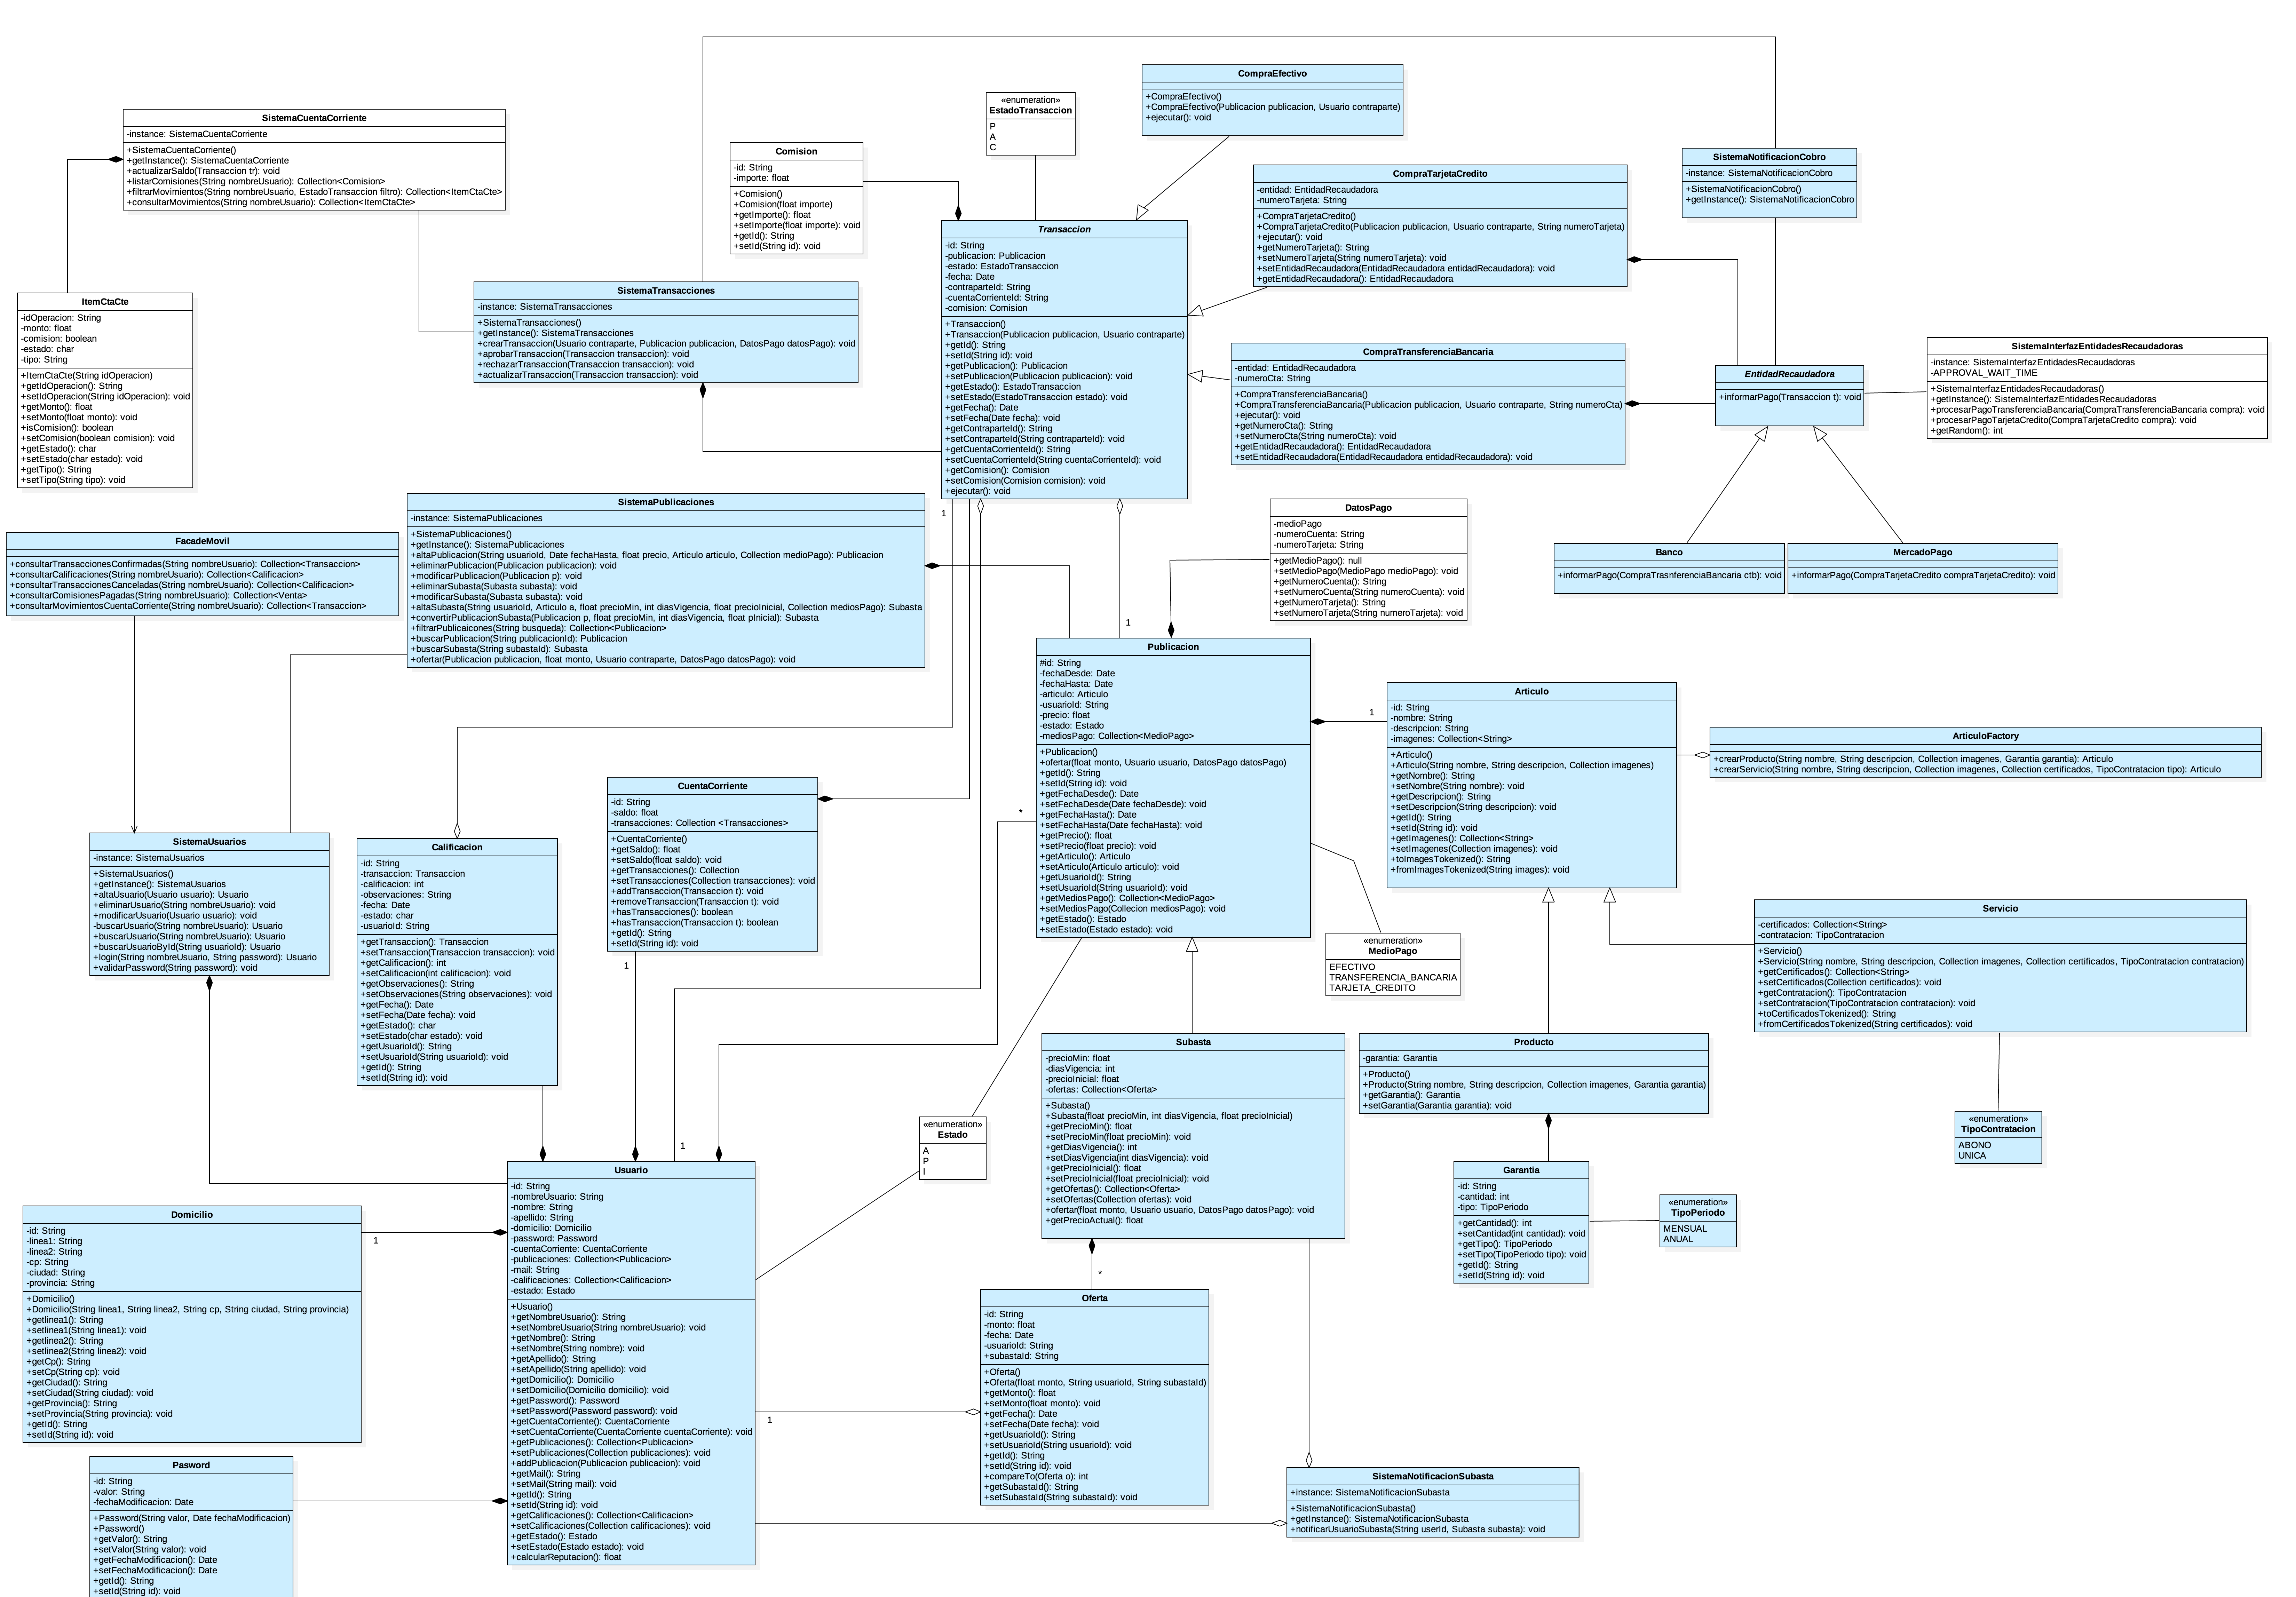 CompraEfectivo
+CompraEfectivo()
+CompraEfectivo(Publicacion publicacion, Usuario contraparte)
+ejecutar(): void
«enumeration»
EstadoTransaccion
P
A
C
SistemaCuentaCorriente
-instance: SistemaCuentaCorriente
+SistemaCuentaCorriente()
+getInstance(): SistemaCuentaCorriente
+actualizarSaldo(Transaccion tr): void
+listarComisiones(String nombreUsuario): Collection<Comision>
+filtrarMovimientos(String nombreUsuario, EstadoTransaccion filtro): Collection<ItemCtaCte>
+consultarMovimientos(String nombreUsuario): Collection<ItemCtaCte>
Comision
-id: String
-importe: float
+Comision()
+Comision(float importe)
+getImporte(): float
+setImporte(float importe): void
+getId(): String
+setId(String id): void
SistemaNotificacionCobro
-instance: SistemaNotificacionCobro
+SistemaNotificacionCobro()
+getInstance(): SistemaNotificacionCobro
CompraTarjetaCredito
-entidad: EntidadRecaudadora
-numeroTarjeta: String
+CompraTarjetaCredito()
+CompraTarjetaCredito(Publicacion publicacion, Usuario contraparte, String numeroTarjeta)
+ejecutar(): void
+getNumeroTarjeta(): String
+setNumeroTarjeta(String numeroTarjeta): void
+setEntidadRecaudadora(EntidadRecaudadora entidadRecaudadora): void
+getEntidadRecaudadora(): EntidadRecaudadora
Transaccion
-id: String
-publicacion: Publicacion
-estado: EstadoTransaccion
-fecha: Date
-contraparteId: String
-cuentaCorrienteId: String
-comision: Comision
+Transaccion()
+Transaccion(Publicacion publicacion, Usuario contraparte)
+getId(): String
+setId(String id): void
+getPublicacion(): Publicacion
+setPublicacion(Publicacion publicacion): void
+getEstado(): EstadoTransaccion
+setEstado(EstadoTransaccion estado): void
+getFecha(): Date
+setFecha(Date fecha): void
+getContraparteId(): String
+setContraparteId(String contraparteId): void
+getCuentaCorrienteId(): String
+setCuentaCorrienteId(String cuentaCorrienteId): void
+getComision(): Comision
+setComision(Comision comision): void
+ejecutar(): void
SistemaTransacciones
-instance: SistemaTransacciones
+SistemaTransacciones()
+getInstance(): SistemaTransacciones
+crearTransaccion(Usuario contraparte, Publicacion publicacion, DatosPago datosPago): void
+aprobarTransaccion(Transaccion transaccion): void
+rechazarTransaccion(Transaccion transaccion): void
+actualizarTransaccion(Transaccion transaccion): void
ItemCtaCte
-idOperacion: String
-monto: float
-comision: boolean
-estado: char
-tipo: String
+ItemCtaCte(String idOperacion)
+getIdOperacion(): String
+setIdOperacion(String idOperacion): void
+getMonto(): float
+setMonto(float monto): void
+isComision(): boolean
+setComision(boolean comision): void
+getEstado(): char
+setEstado(char estado): void
+getTipo(): String
+setTipo(String tipo): void
CompraTransferenciaBancaria
-entidad: EntidadRecaudadora
-numeroCta: String
+CompraTransferenciaBancaria()
+CompraTransferenciaBancaria(Publicacion publicacion, Usuario contraparte, String numeroCta)
+ejecutar(): void
+getNumeroCta(): String
+setNumeroCta(String numeroCta): void
+getEntidadRecaudadora(): EntidadRecaudadora
+setEntidadRecaudadora(EntidadRecaudadora entidadRecaudadora): void
EntidadRecaudadora
+informarPago(Transaccion t): void
SistemaInterfazEntidadesRecaudadoras
-instance: SistemaInterfazEntidadesRecaudadoras
-APPROVAL_WAIT_TIME
+SistemaInterfazEntidadesRecaudadoras()
+getInstance(): SistemaInterfazEntidadesRecaudadoras
+procesarPagoTransferenciaBancaria(CompraTransferenciaBancaria compra): void
+procesarPagoTarjetaCredito(CompraTarjetaCredito compra): void
+getRandom(): int
Banco
+informarPago(CompraTrasnferenciaBancaria ctb): void
MercadoPago
+informarPago(CompraTarjetaCredito compraTarjetaCredito): void
SistemaPublicaciones
-instance: SistemaPublicaciones
+SistemaPublicaciones()
+getInstance(): SistemaPublicaciones
+altaPublicacion(String usuarioId, Date fechaHasta, float precio, Articulo articulo, Collection medioPago): Publicacion
+eliminarPublicacion(Publicacion publicacion): void
+modificarPublicacion(Publicacion p): void
+eliminarSubasta(Subasta subasta): void
+modificarSubasta(Subasta subasta): void
+altaSubasta(String usuarioId, Articulo a, float precioMin, int diasVigencia, float precioInicial, Collection mediosPago): Subasta
+convertirPublicacionSubasta(Publicacion p, float precioMin, int diasVigencia, float pInicial): Subasta
+filtrarPublicaicones(String busqueda): Collection<Publicacion>
+buscarPublicacion(String publicacionId): Publicacion
+buscarSubasta(String subastaId): Subasta
+ofertar(Publicacion publicacion, float monto, Usuario contraparte, DatosPago datosPago): void
FacadeMovil
+consultarTransaccionesConfirmadas(String nombreUsuario): Collection<Transaccion>
+consultarCalificaciones(String nombreUsuario): Collection<Calificacion>
+consultarTransaccionesCanceladas(String nombreUsuario): Collection<Calificacion>
+consultarComisionesPagadas(String nombreUsuario): Collection<Venta>
+consultarMovimientosCuentaCorriente(String nombreUsuario): Collection<Transaccion>
1
1
DatosPago
-medioPago
-numeroCuenta: String
-numeroTarjeta: String
+getMedioPago(): null
+setMedioPago(MedioPago medioPago): void
+getNumeroCuenta(): String
+setNumeroCuenta(String numeroCuenta): void
+getNumeroTarjeta(): String
+setNumeroTarjeta(String numeroTarjeta): void
Publicacion
#id: String
-fechaDesde: Date
-fechaHasta: Date
-articulo: Articulo
-usuarioId: String
-precio: float
-estado: Estado
-mediosPago: Collection<MedioPago>
+Publicacion()
+ofertar(float monto, Usuario usuario, DatosPago datosPago)
+getId(): String
+setId(String id): void
+getFechaDesde(): Date
+setFechaDesde(Date fechaDesde): void
+getFechaHasta(): Date
+setFechaHasta(Date fechaHasta): void
+getPrecio(): float
+setPrecio(float precio): void
+getArticulo(): Articulo
+setArticulo(Articulo articulo): void
+getUsuarioId(): String
+setUsuarioId(String usuarioId): void
+getMediosPago(): Collection<MedioPago>
+setMediosPago(Collecion mediosPago): void
+getEstado(): Estado
+setEstado(Estado estado): void
1
Articulo
-id: String
-nombre: String
-descripcion: String
-imagenes: Collection<String>
+Articulo()
+Articulo(String nombre, String descripcion, Collection imagenes)
+getNombre(): String
+setNombre(String nombre): void
+getDescripcion(): String
+setDescripcion(String descripcion): void
+getId(): String
+setId(String id): void
+getImagenes(): Collection<String>
+setImagenes(Collection imagenes): void
+toImagesTokenized(): String
+fromImagesTokenized(String images): void
ArticuloFactory
+crearProducto(String nombre, String descripcion, Collection imagenes, Garantia garantia): Articulo
+crearServicio(String nombre, String descripcion, Collection imagenes, Collection certificados, TipoContratacion tipo): Articulo
CuentaCorriente
-id: String
-saldo: float
-transacciones: Collection <Transacciones>
+CuentaCorriente()
+getSaldo(): float
+setSaldo(float saldo): void
+getTransacciones(): Collection
+setTransacciones(Collection transacciones): void
+addTransaccion(Transaccion t): void
+removeTransaccion(Transaccion t): void
+hasTransacciones(): boolean
+hasTransaccion(Transaccion t): boolean
+getId(): String
+setId(String id): void
*
SistemaUsuarios
-instance: SistemaUsuarios
+SistemaUsuarios()
+getInstance(): SistemaUsuarios
+altaUsuario(Usuario usuario): Usuario
+eliminarUsuario(String nombreUsuario): void
+modificarUsuario(Usuario usuario): void
-buscarUsuario(String nombreUsuario): Usuario
+buscarUsuario(String nombreUsuario): Usuario
+buscarUsuarioById(String usuarioId): Usuario
+login(String nombreUsuario, String password): Usuario
+validarPassword(String password): void
Calificacion
-id: String
-transaccion: Transaccion
-calificacion: int
-observaciones: String
-fecha: Date
-estado: char
-usuarioId: String
+getTransaccion(): Transaccion
+setTransaccion(Transaccion transaccion): void
+getCalificacion(): int
+setCalificacion(int calificacion): void
+getObservaciones(): String
+setObservaciones(String observaciones): void
+getFecha(): Date
+setFecha(Date fecha): void
+getEstado(): char
+setEstado(char estado): void
+getUsuarioId(): String
+setUsuarioId(String usuarioId): void
+getId(): String
+setId(String id): void
1
«enumeration»
MedioPago
EFECTIVO
TRANSFERENCIA_BANCARIA
TARJETA_CREDITO
Servicio
-certificados: Collection<String>
-contratacion: TipoContratacion
+Servicio()
+Servicio(String nombre, String descripcion, Collection imagenes, Collection certificados, TipoContratacion contratacion)
+getCertificados(): Collection<String>
+setCertificados(Collection certificados): void
+getContratacion(): TipoContratacion
+setContratacion(TipoContratacion contratacion): void
+toCertificadosTokenized(): String
+fromCertificadosTokenized(String certificados): void
Subasta
-precioMin: float
-diasVigencia: int
-precioInicial: float
-ofertas: Collection<Oferta>
+Subasta()
+Subasta(float precioMin, int diasVigencia, float precioInicial)
+getPrecioMin(): float
+setPrecioMin(float precioMin): void
+getDiasVigencia(): int
+setDiasVigencia(int diasVigencia): void
+getPrecioInicial(): float
+setPrecioInicial(float precioInicial): void
+getOfertas(): Collection<Oferta>
+setOfertas(Collection ofertas): void
+ofertar(float monto, Usuario usuario, DatosPago datosPago): void
+getPrecioActual(): float
Producto
-garantia: Garantia
+Producto()
+Producto(String nombre, String descripcion, Collection imagenes, Garantia garantia)
+getGarantia(): Garantia
+setGarantia(Garantia garantia): void
«enumeration»
TipoContratacion
ABONO
UNICA
«enumeration»
Estado
A
P
I
1
Garantia
-id: String
-cantidad: int
-tipo: TipoPeriodo
+getCantidad(): int
+setCantidad(int cantidad): void
+getTipo(): TipoPeriodo
+setTipo(TipoPeriodo tipo): void
+getId(): String
+setId(String id): void
«enumeration»
TipoPeriodo
MENSUAL
ANUAL
Usuario
-id: String
-nombreUsuario: String
-nombre: String
-apellido: String
-domicilio: Domicilio
-password: Password
-cuentaCorriente: CuentaCorriente
-publicaciones: Collection<Publicacion>
-mail: String
-calificaciones: Collection<Calificacion>
-estado: Estado
+Usuario()
+getNombreUsuario(): String
+setNombreUsuario(String nombreUsuario): void
+getNombre(): String
+setNombre(String nombre): void
+getApellido(): String
+setApellido(String apellido): void
+getDomicilio(): Domicilio
+setDomicilio(Domicilio domicilio): void
+getPassword(): Password
+setPassword(Password password): void
+getCuentaCorriente(): CuentaCorriente
+setCuentaCorriente(CuentaCorriente cuentaCorriente): void
+getPublicaciones(): Collection<Publicacion>
+setPublicaciones(Collection publicaciones): void
+addPublicacion(Publicacion publicacion): void
+getMail(): String
+setMail(String mail): void
+getId(): String
+setId(String id): void
+getCalificaciones(): Collection<Calificacion>
+setCalificaciones(Collection calificaciones): void
+getEstado(): Estado
+setEstado(Estado estado): void
+calcularReputacion(): float
Domicilio
-id: String
-linea1: String
-linea2: String
-cp: String
-ciudad: String
-provincia: String
+Domicilio()
+Domicilio(String linea1, String linea2, String cp, String ciudad, String provincia)
+getlinea1(): String
+setlinea1(String linea1): void
+getlinea2(): String
+setlinea2(String linea2): void
+getCp(): String
+setCp(String cp): void
+getCiudad(): String
+setCiudad(String ciudad): void
+getProvincia(): String
+setProvincia(String provincia): void
+getId(): String
+setId(String id): void
1
*
Oferta
-id: String
-monto: float
-fecha: Date
-usuarioId: String
+subastaId: String
+Oferta()
+Oferta(float monto, String usuarioId, String subastaId)
+getMonto(): float
+setMonto(float monto): void
+getFecha(): Date
+setFecha(Date fecha): void
+getUsuarioId(): String
+setUsuarioId(String usuarioId): void
+getId(): String
+setId(String id): void
+compareTo(Oferta o): int
+getSubastaId(): String
+setSubastaId(String subastaId): void
1
Pasword
-id: String
-valor: String
-fechaModificacion: Date
+Password(String valor, Date fechaModificacion)
+Password()
+getValor(): String
+setValor(String valor): void
+getFechaModificacion(): Date
+setFechaModificacion(): Date
+getId(): String
+setId(String id): void
SistemaNotificacionSubasta
+instance: SistemaNotificacionSubasta
+SistemaNotificacionSubasta()
+getInstance(): SistemaNotificacionSubasta
+notificarUsuarioSubasta(String userId, Subasta subasta): void